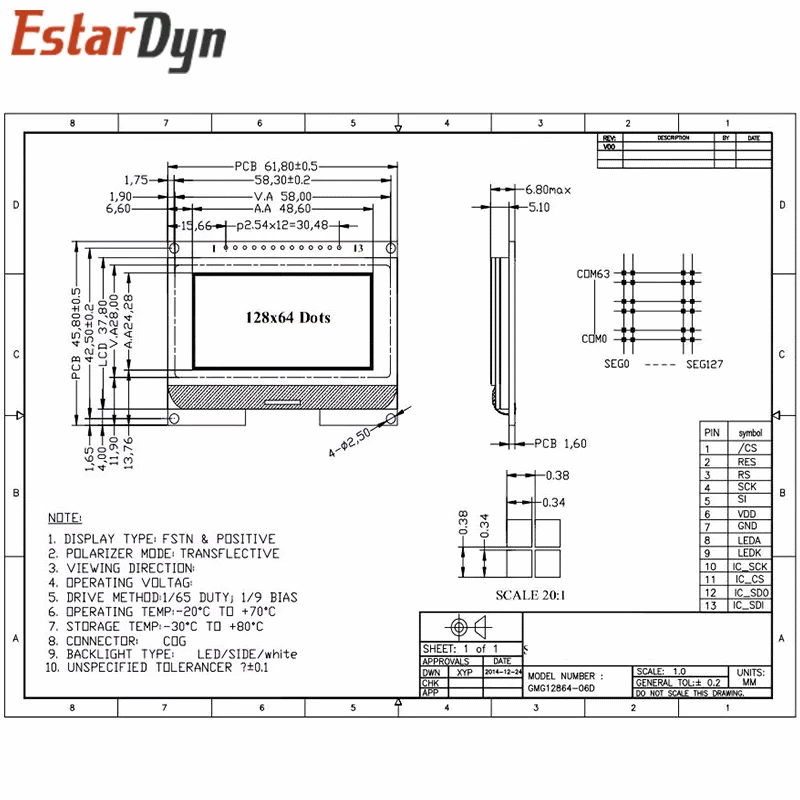 EstarDyn
8 7 6 5 4 3 2 1
REV: DESCRIPTION BY DATE
VDO
PCB 61,80±0.5
1,75 58,30±0.2
1,90 V.A 58,00
6,60 A.A 48,60
15,66 p2.54x12=30,48
1 13
6.80max
5.10
D D
PCB 45,80±0.5
42,50±0.2
LCD 37,80
V.A28,00
A.A24,28
128x64 Dots
COM63
COM0
SEG0 ---- SEG127
C C
1,65
4,00
11,90
13,76
4-Ø2,50
PCB 1,60
0.38
0.34
0.38
0.34
SCALE 20:1
B B
PIN symbol
1 /CS
2 RES
3 RS
4 SCK
5 SI
6 VDD
7 GND
8 LEDA
9 LEDK
10 IC_SCK
11 IC_CS
12 IC_SDO
13 IC_SDI
NOTE:
1. DISPLAY TYPE: FSTN & POSITIVE
2. POLARIZER MODE: TRANSFLECTIVE
3. VIEWING DIRECTION:
4. OPERATING VOLTAG:
5. DRIVE METHOD:1/65 DUTY; 1/9 BIAS
6. OPERATING TEMP:-20°C TO +70°C
7. STORAGE TEMP:-30°C TO +80°C
8. CONNECTOR: COG
9. BACKLIGHT TYPE: LED/SIDE/white
10. UNSPECIFIED TOLERANCER ?±0.1
A A
SHEET: 1 of 1 S
APPROVALS DATE
DWN XYP 2014-12-24
CHK
APP
MODEL NUMBER :
GMG12864-06D
SCALE: 1.0
GENERAL TOL:± 0.2
DO NOT SCALE THIS DRAWING.
UNITS:
MM
8 7 6 5 4 3 2 1